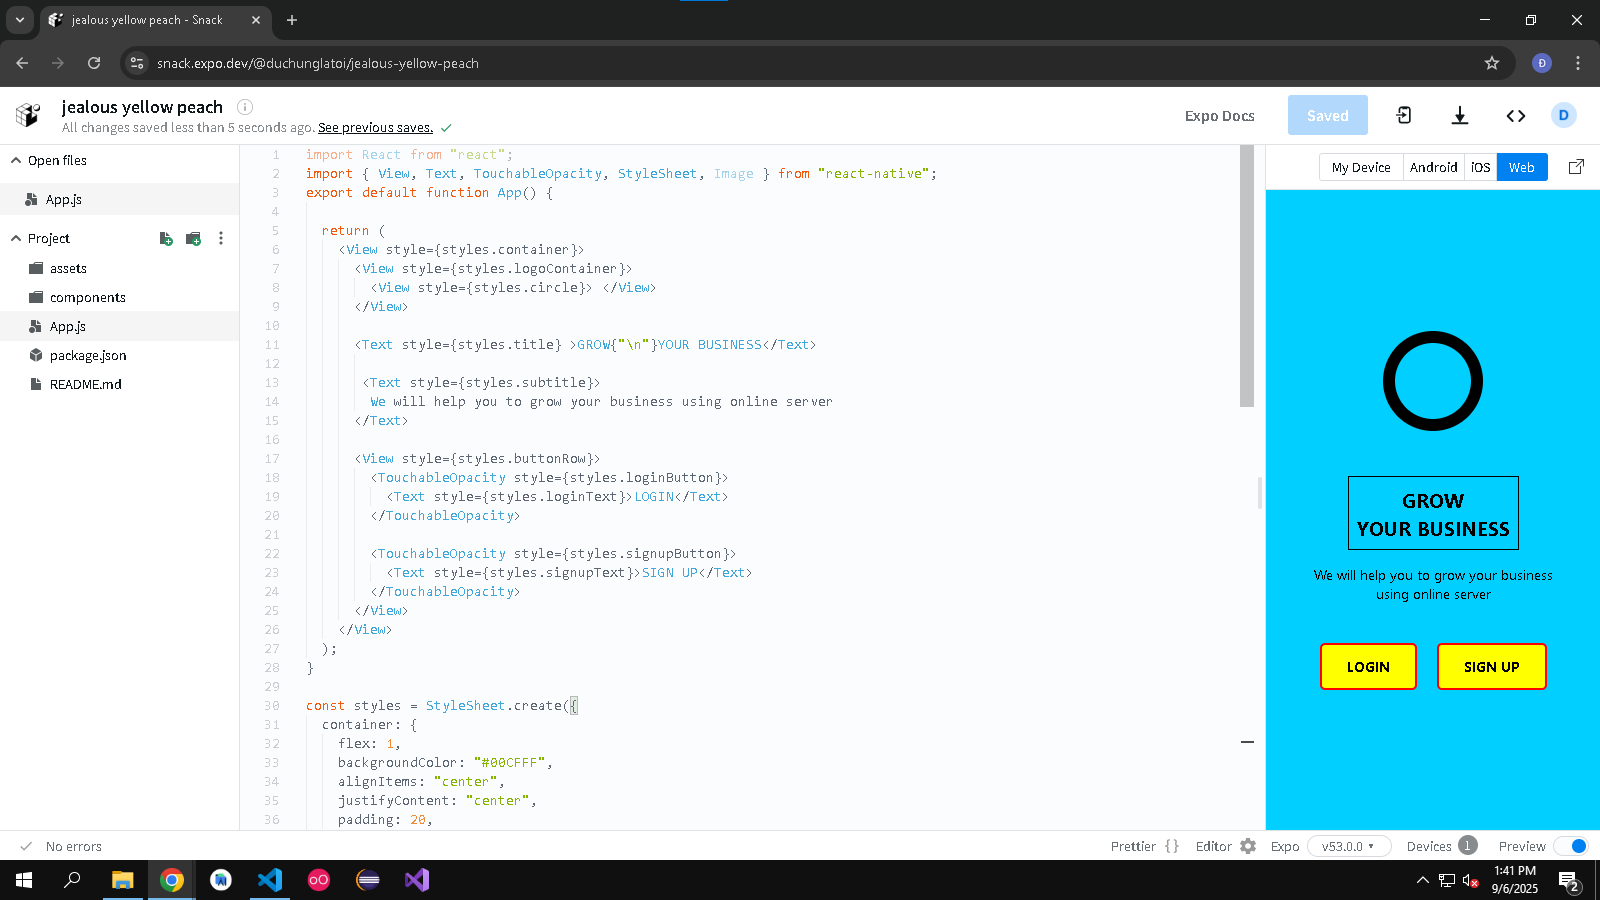 jealous yellow peach - Snack
snack.expo.dev/@duchunglatoi/jealous-yellow-peach
Đ
jealous yellow peach
All changes saved less than 5 seconds ago. See previous saves.
Expo Docs
Saved
D
Open files
App.js
Project
assets
components
App.js
package.json
README.md
1 import React from "react";
2 import { View, Text, TouchableOpacity, StyleSheet, Image } from "react-native";
3 export default function App() {
4
5 return (
6 <View style={styles.container}>
7 <View style={styles.logoContainer}>
8 <View style={styles.circle}> </View>
9 </View>
10
11 <Text style={styles.title} >GROW{"\n"}YOUR BUSINESS</Text>
12
13 <Text style={styles.subtitle}>
14 We will help you to grow your business using online server
15 </Text>
16
17 <View style={styles.buttonRow}>
18 <TouchableOpacity style={styles.loginButton}>
19 <Text style={styles.loginText}>LOGIN</Text>
20 </TouchableOpacity>
21
22 <TouchableOpacity style={styles.signupButton}>
23 <Text style={styles.signupText}>SIGN UP</Text>
24 </TouchableOpacity>
25 </View>
26 </View>
27 );
28 }
29
30 const styles = StyleSheet.create({
31 container: {
32 flex: 1,
33 backgroundColor: "#00CFFF",
34 alignItems: "center",
35 justifyContent: "center",
36 padding: 20,
My Device Android iOS Web
GROW
YOUR BUSINESS
We will help you to grow your business
using online server
LOGIN SIGN UP
No errors
Prettier { } Editor Expo v53.0.0 Devices 1 Preview
1:41 PM
9/6/2025
2